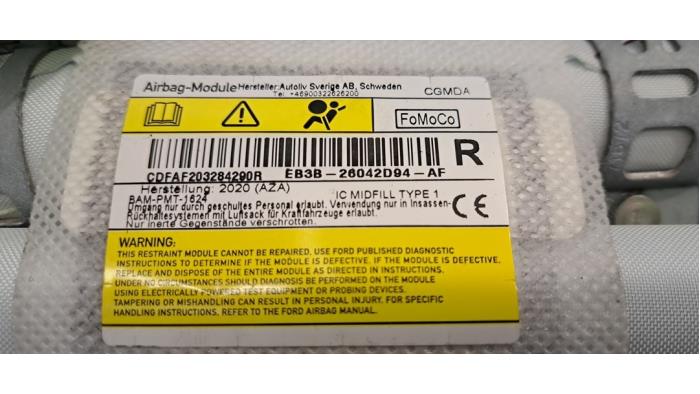 Airbag-Module Hersteller:Autoliv Sverige AB, Schweden CGMDA
Tel +46900322626200
FoMoCo
CDFAF203284290R EB3B-26042D94-AF R
Herstellung: 2020 (AZA) IC MIDFILL TYPE 1
BAM-PMT-1624
Umgang nur durch geschultes Personal erlaubt. Verwendung nur in Insassen-
Rückhaltesystemen mit Luftsack für Kraftfahrzeuge erlaubt.
Nur inerte Gegenstände verschroten.
CE
WARNING:
THIS RESTRAINT MODULE CANNOT BE REPAIRED, USE FORD PUBLISHED DIAGNOSTIC
INSTRUCTIONS TO DETERMINE IF THE MODULE IS DEFECTIVE. IF THE MODULE IS DEFECTIVE,
REPLACE AND DISPOSE OF THE ENTIRE MODULE AS DIRECTED IN INSTRUCTIONS.
UNDER NO CIRCUMSTANCES SHOULD DIAGNOSIS BE PERFORMED ON THE MODULE
USING ELECTRICALLY POWERED TEST EQUIPMENT OR PROBING DEVICES.
TAMPERING OR MISHANDLING CAN RESULT IN PERSONAL INJURY. FOR SPECIFIC
HANDLING INSTRUCTIONS, REFER TO THE FORD AIRBAG MANUAL.